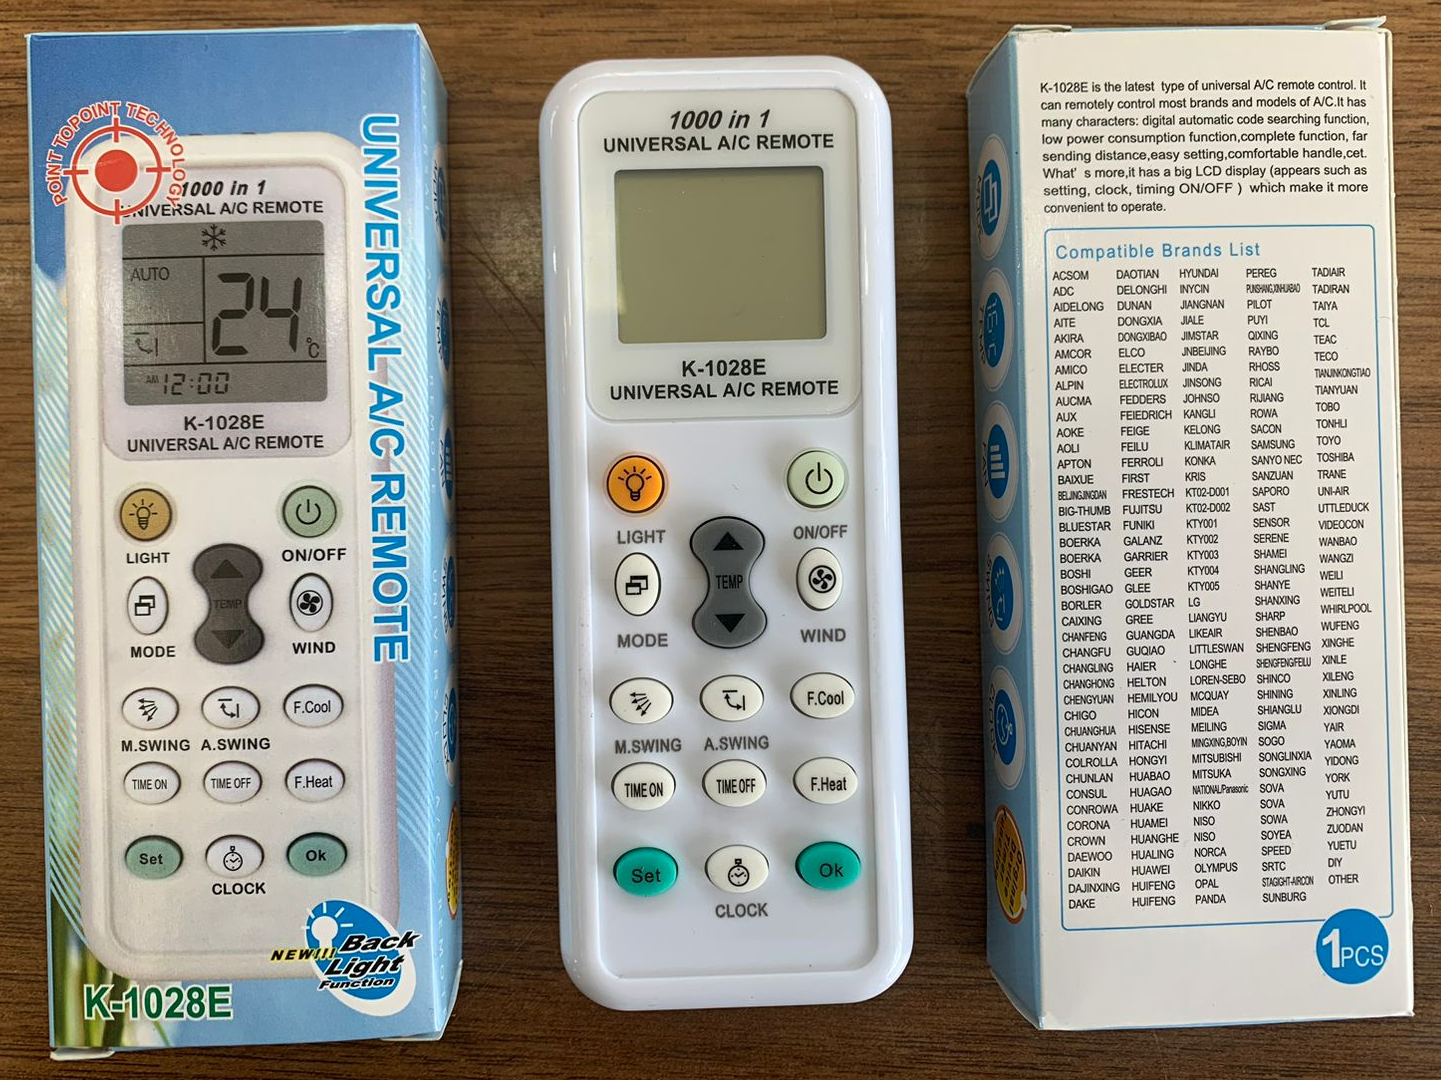 POINT TOPOINT TECHNOLOGY
1000 in 1
UNIVERSAL A/C REMOTE
AUTO
24°C
AM 12:00
K-1028E
UNIVERSAL A/C REMOTE
LIGHT
ON/OFF
TEMP
MODE
WIND
F.Cool
M.SWING A.SWING
TIME ON TIME OFF F.Heat
Set Ok
CLOCK
NEW!!! Back
Light
Function
K-1028E
UNIVERSAL A/C REMOTE
1000 in 1
UNIVERSAL A/C REMOTE
K-1028E
UNIVERSAL A/C REMOTE
LIGHT
ON/OFF
TEMP
MODE
WIND
F.Cool
M.SWING A.SWING
TIME ON TIME OFF F.Heat
Set Ok
CLOCK
K-1028E is the latest type of universal A/C remote control. It
can remotely control most brands and models of A/C.It has
many characters: digital automatic code searching function,
low power consumption function,complete function, far
sending distance,easy setting,comfortable handle,cet.
What' s more,it has a big LCD display (appears such as
setting, clock, timing ON/OFF ) which make it more
convenient to operate.
Compatible Brands List
ACSOM
ADC
AIDELONG
AITE
AKIRA
AMCOR
AMICO
ALPIN
AUCMA
AUX
AOKE
AOLI
APTON
BAIXUE
BEIJINGJINGDAN
BIG-THUMB
BLUESTAR
BOERKA
BOERKA
BOSHI
BOSHIGAO
BORLER
CAIXING
CHANFENG
CHANGFU
CHANGLING
CHANGHONG
CHENGYUAN
CHIGO
CHUANGHUA
CHUANYAN
COLROLLA
CHUNLAN
CONSUL
CONROWA
CORONA
CROWN
DAEWOO
DAIKIN
DAJINXING
DAKE
DAOTIAN
DELONGHI
DUNAN
DONGXIA
DONGXIBAO
ELCO
ELECTER
ELECTROLUX
FEDDERS
FEIEDRICH
FEIGE
FEILU
FERROLI
FIRST
FRESTECH
FUJITSU
FUNIKI
GALANZ
GARRIER
GEER
GLEE
GOLDSTAR
GREE
GUANGDA
GUQIAO
HAIER
HELTON
HEMILYOU
HICON
HISENSE
HITACHI
HONGYI
HUABAO
HUAGAO
HUAKE
HUAMEI
HUANGHE
HUALING
HUAWEI
HUIFENG
HUIFENG
HYUNDAI
INYCIN
JIANGNAN
JIALE
JIMSTAR
JNBEIJING
JINDA
JINSONG
JOHNSO
KANGLI
KELONG
KLIMATAIR
KONKA
KRIS
KT02-D001
KT02-D002
KTY001
KTY002
KTY003
KTY004
KTY005
LG
LIANGYU
LIKEAIR
LITTLESWAN
LONGHE
LOREN-SEBO
MCQUAY
MIDEA
MEILING
MINGXING,BOYIN
MITSUBISHI
MITSUKA
NATIONAL/Panasonic
NIKKO
NISO
NISO
NORCA
OLYMPUS
OPAL
PANDA
PEREG
PUNSHANG,XINHUABAO
PILOT
PUYI
QIXING
RAYBO
RHOSS
RICAI
RIJIANG
ROWA
SACON
SAMSUNG
SANYO NEC
SANZUAN
SAPORO
SAST
SENSOR
SERENE
SHAMEI
SHANGLING
SHANYE
SHANXING
SHARP
SHENBAO
SHENGFENG
SHENGFENGFEILU
SHINCO
SHINING
SHIANGLU
SIGMA
SOGO
SONGLINXIA
SONGXING
SOVA
SOVA
SOWA
SOYEA
SPEED
SRTC
STAGIGHT-AIRCON
SUNBURG
TADIAIR
TADIRAN
TAIYA
TCL
TEAC
TECO
TIANJINKONGTIAO
TIANYUAN
TOBO
TONHLI
TOYO
TOSHIBA
TRANE
UNI-AIR
UTTLEDUCK
VIDEOCON
WANBAO
WANGZI
WEILI
WEITELI
WHIRLPOOL
WUFENG
XINGHE
XINLE
XILENG
XINLING
XIONGDI
YAIR
YAOMA
YIDONG
YORK
YUTU
ZHONGYI
ZUODAN
YUETU
DIY
OTHER
1PCS